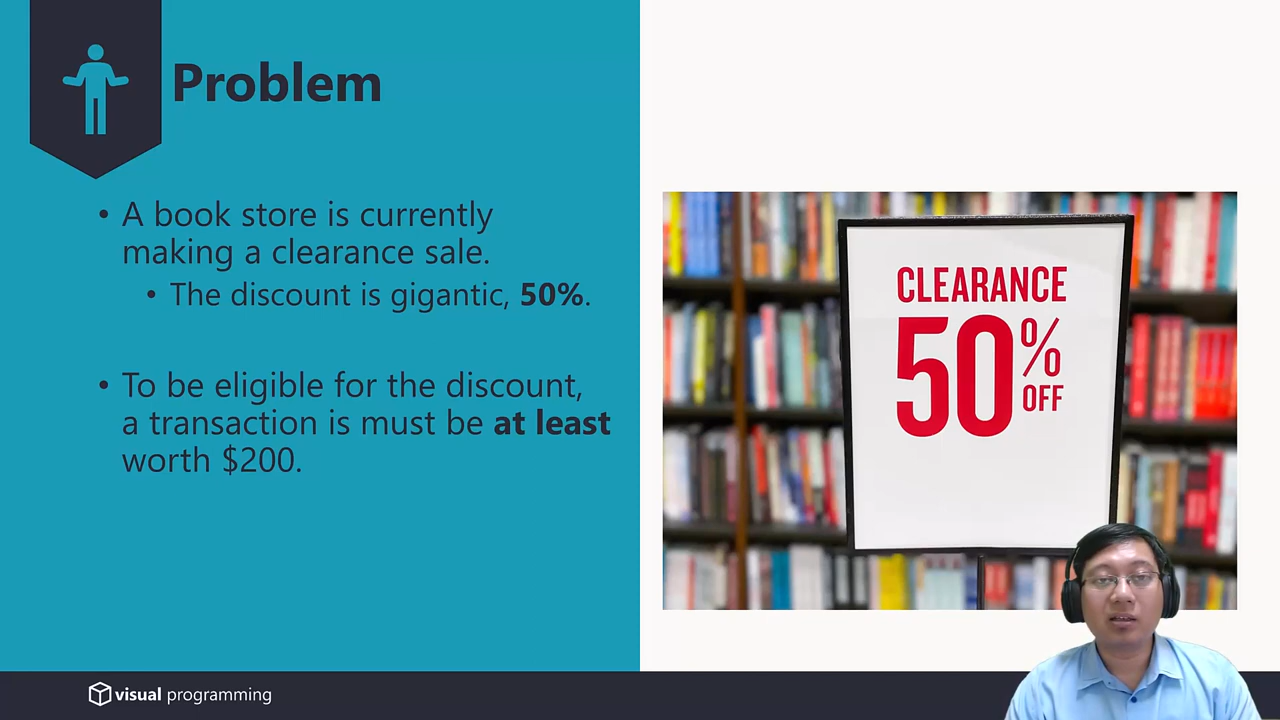 Problem
• A book store is currently
making a clearance sale.
• The discount is gigantic, 50%.
• To be eligible for the discount,
a transaction is must be at least
worth $200.
CLEARANCE
50%
OFF
visual programming